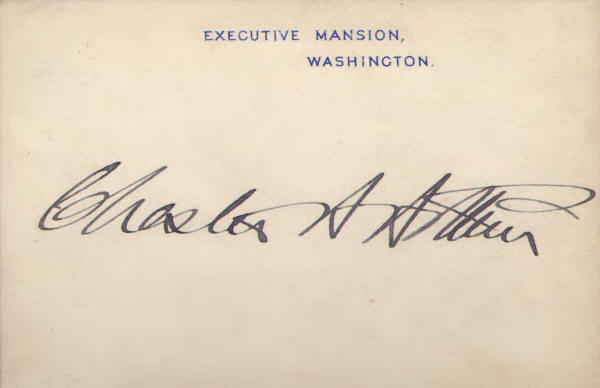 EXECUTIVE MANSION,
WASHINGTON.
Chester A Arthur